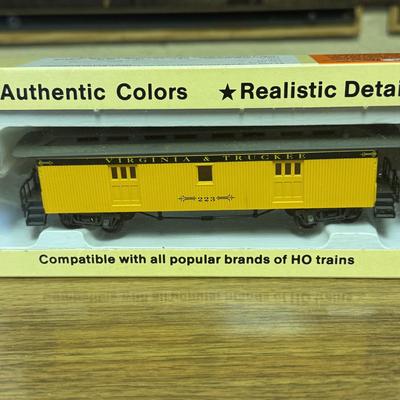 Authentic Colors ★Realistic Detai
VIRGINIA & TRUCKEE
223
Compatible with all popular brands of HO trains